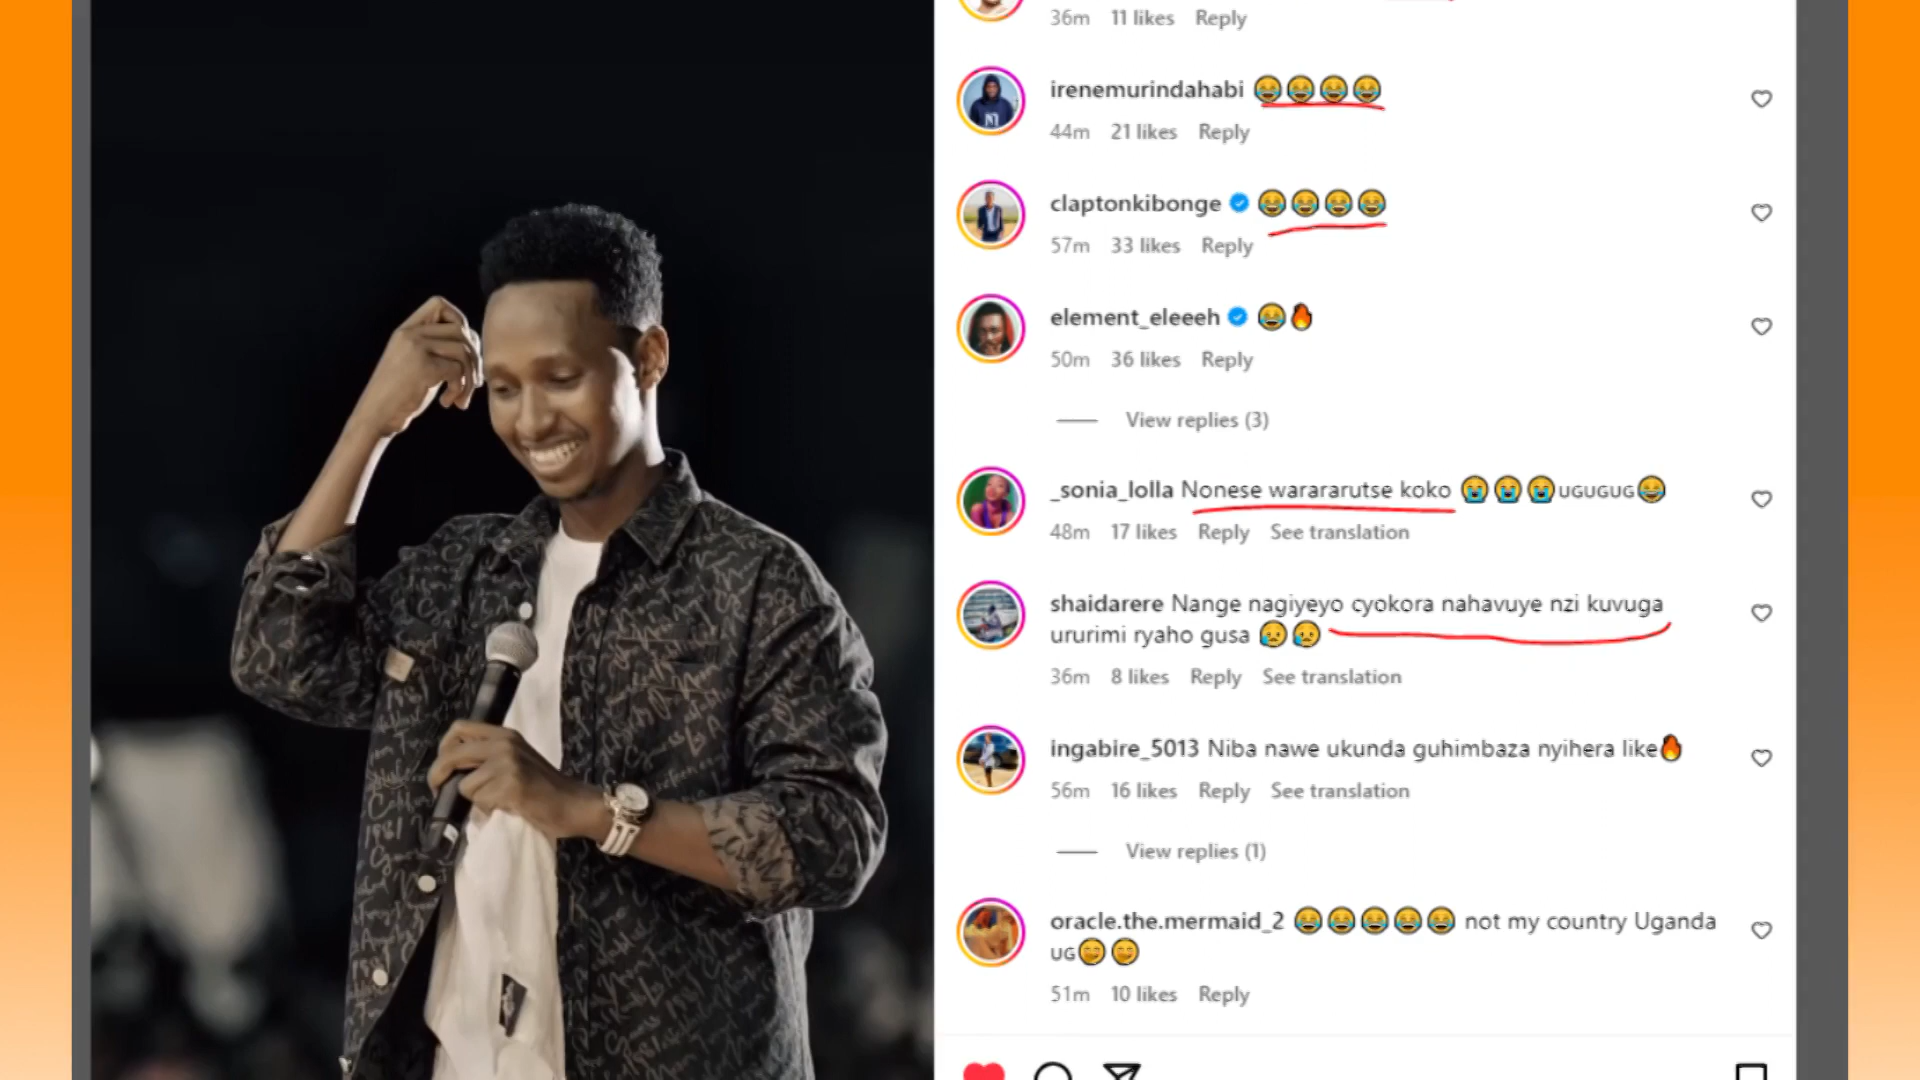 36m 11 likes Reply
irenemurindahabi 😂😂😂😂
44m 21 likes Reply
claptonkibonge 😂😂😂😂
57m 33 likes Reply
element_eleeeh 😂🔥
50m 36 likes Reply
View replies (3)
_sonia_lolla Nonese warararutse koko 😭😭😭UGUGUG😂
48m 17 likes Reply See translation
shaidarere Nange nagiyeyo cyokora nahavuye nzi kuvuga
ururimi ryaho gusa 😥😥
36m 8 likes Reply See translation
ingabire_5013 Niba nawe ukunda guhimbaza nyihera like🔥
56m 16 likes Reply See translation
View replies (1)
oracle.the.mermaid_2 😂😂😂😂😂 not my country Uganda
UG😁😁
51m 10 likes Reply